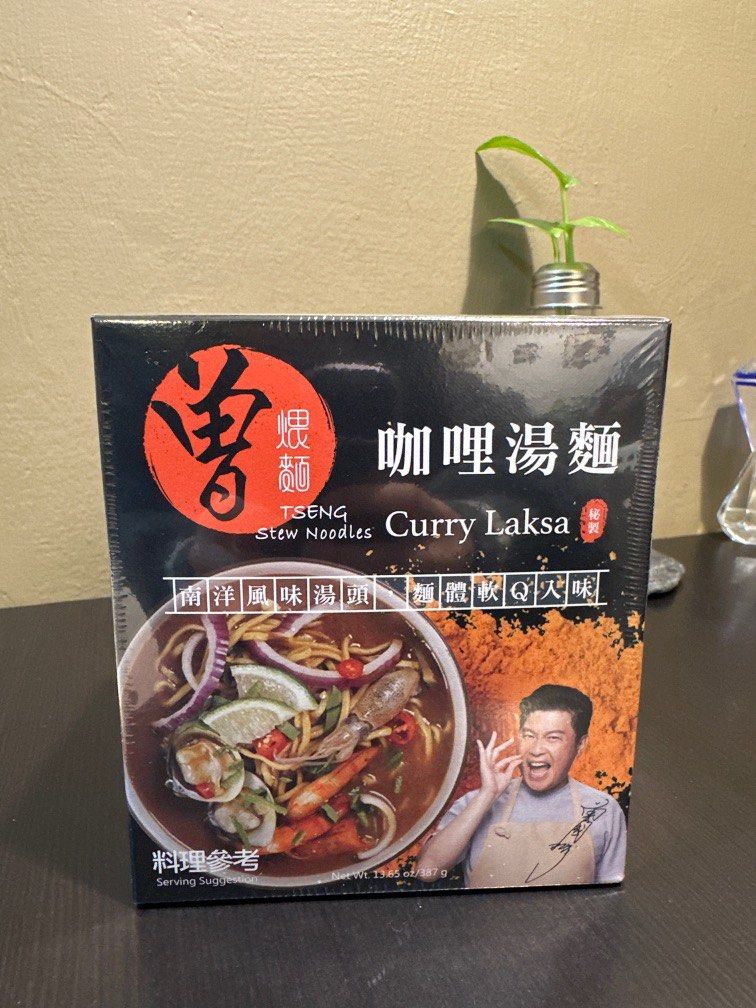 曾
煨麵
TSENG
Stew Noodles
咖哩湯麵
Curry Laksa
秘製
南洋風味湯頭，麵體軟Q入味
料理參考
Serving Suggestion
Net Wt. 13.65 oz/387 g